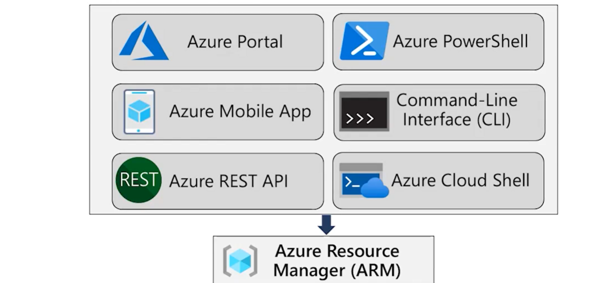 Azure Portal
Azure PowerShell
Azure Mobile App
>>>
Command-Line
Interface (CLI)
REST
Azure REST API
Azure Cloud Shell
Azure Resource
Manager (ARM)